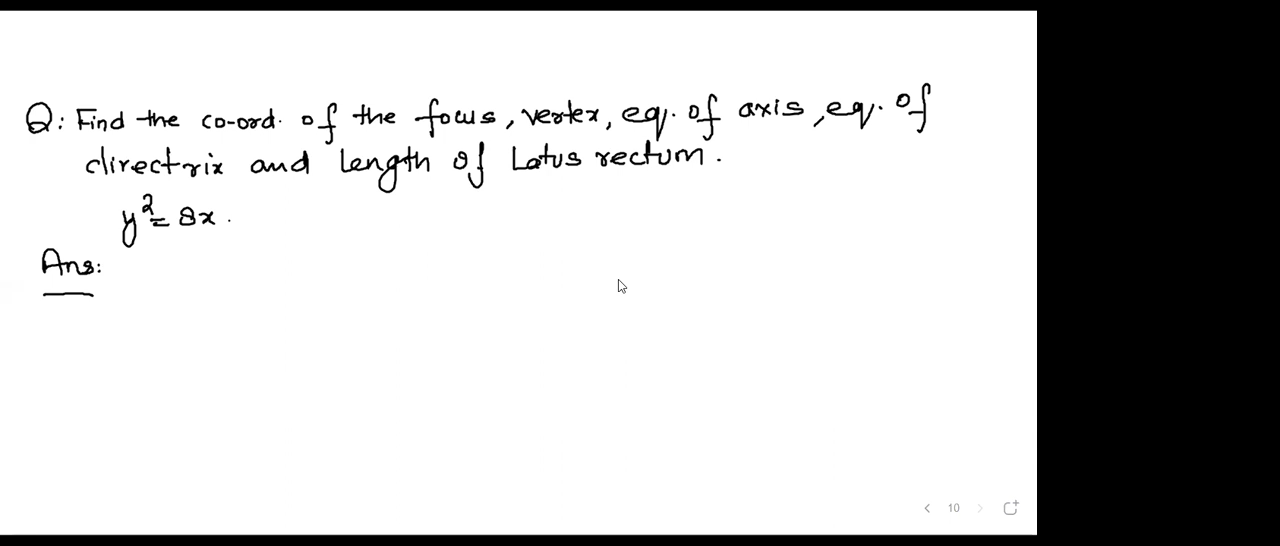 Q: Find the co-ord. of the focus, vertex, eq. of axis, eq. of
directrix and length of Latus rectum.
y²= 8x.
Ans:
10